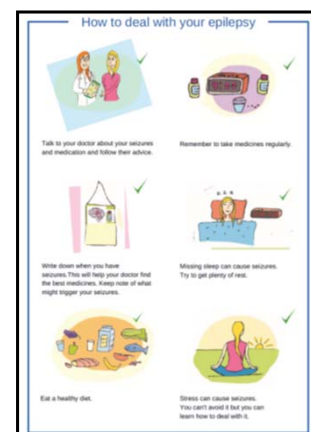 How to deal with your epilepsy
Talk to your doctor about your seizures
and medication and follow their advice.
Remember to take medicines regularly.
Write down when you have
seizures.This will help your doctor find
the best medicines. Keep note of what
might trigger your seizures.
Missing sleep can cause seizures.
Try to get plenty of rest.
Eat a healthy diet.
Stress can cause seizures.
You can't avoid it but you can
learn how to deal with it.